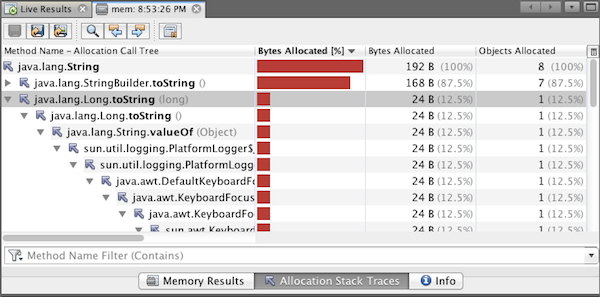 Live Results mem: 8:53:26 PM
Method Name – Allocation Call Tree Bytes Allocated [%] Bytes Allocated Objects Allocated
java.lang.String 192 B (100%) 8 (100%)
java.lang.StringBuilder.toString () 168 B (87.5%) 7 (87.5%)
java.lang.Long.toString (long) 24 B (12.5%) 1 (12.5%)
java.lang.Long.toString () 24 B (12.5%) 1 (12.5%)
java.lang.String.valueOf (Object) 24 B (12.5%) 1 (12.5%)
sun.util.logging.PlatformLogger$ 24 B (12.5%) 1 (12.5%)
sun.util.logging.PlatformLogg 24 B (12.5%) 1 (12.5%)
java.awt.DefaultKeyboardFo 24 B (12.5%) 1 (12.5%)
java.awt.KeyboardFocus 24 B (12.5%) 1 (12.5%)
java.awt.KeyboardFo 24 B (12.5%) 1 (12.5%)
sun.awt.Keyboard 24 B (12.5%) 1 (12.5%)
Method Name Filter (Contains)
Memory Results Allocation Stack Traces Info